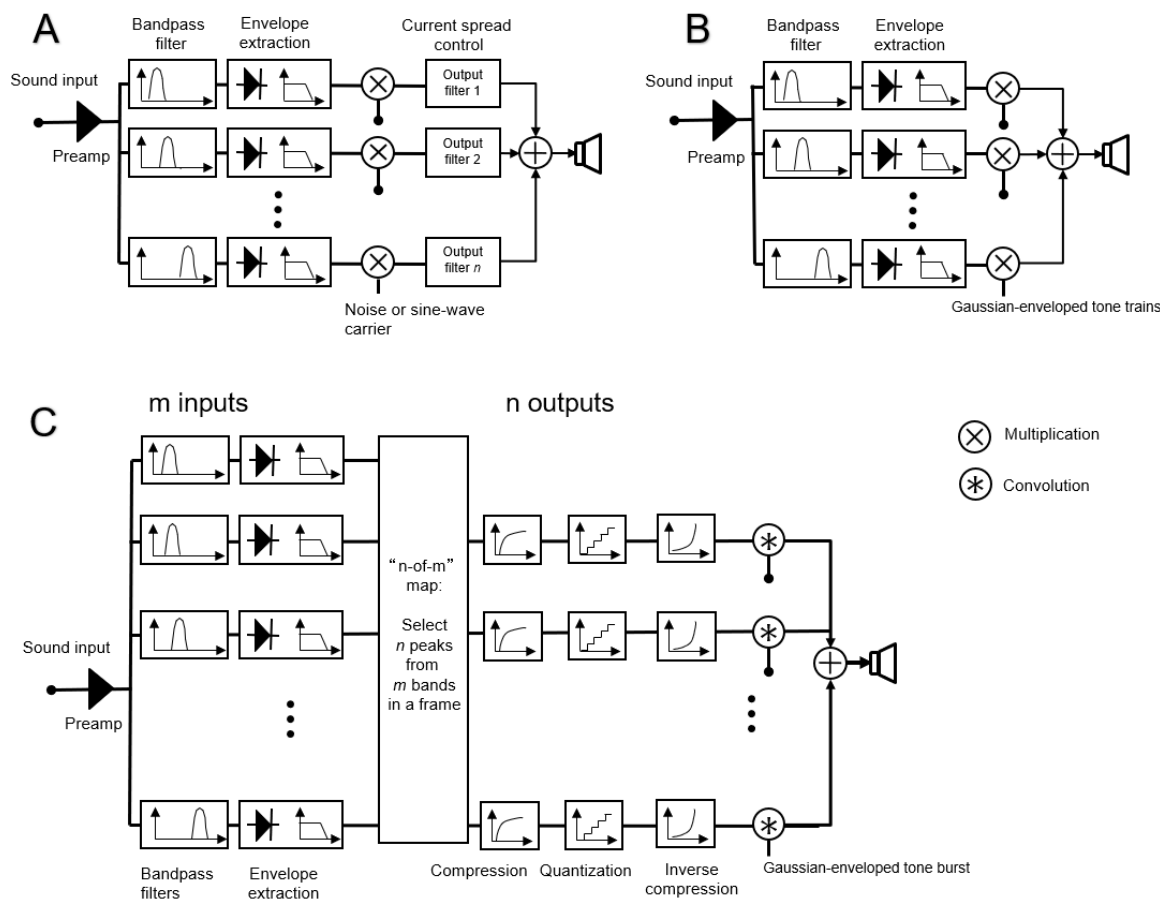 A
Bandpass
filter
Envelope
extraction
Current spread
control
Sound input
Preamp
Output
filter 1
Output
filter 2
Output
filter n
Noise or sine-wave
carrier
B
Bandpass
filter
Envelope
extraction
Sound input
Preamp
Gaussian-enveloped tone trains
C
m inputs
n outputs
Multiplication
Convolution
Sound input
Preamp
“n-of-m”
map:
Select
n peaks
from
m bands
in a frame
Bandpass
filters
Envelope
extraction
Compression
Quantization
Inverse
compression
Gaussian-enveloped tone burst